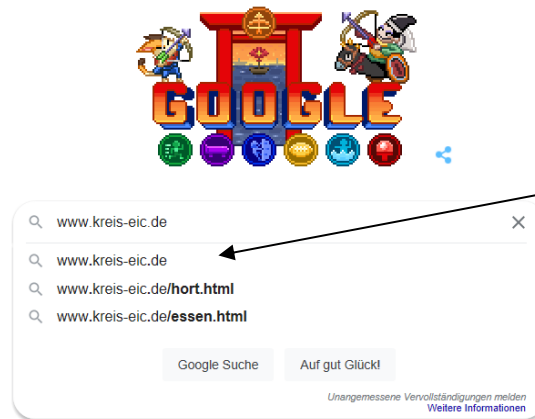 GOOGLE
www.kreis-eic.de
www.kreis-eic.de
www.kreis-eic.de/hort.html
www.kreis-eic.de/essen.html
Google Suche Auf gut Glück!
Unangemessene Vervollständigungen melden
Weitere Informationen